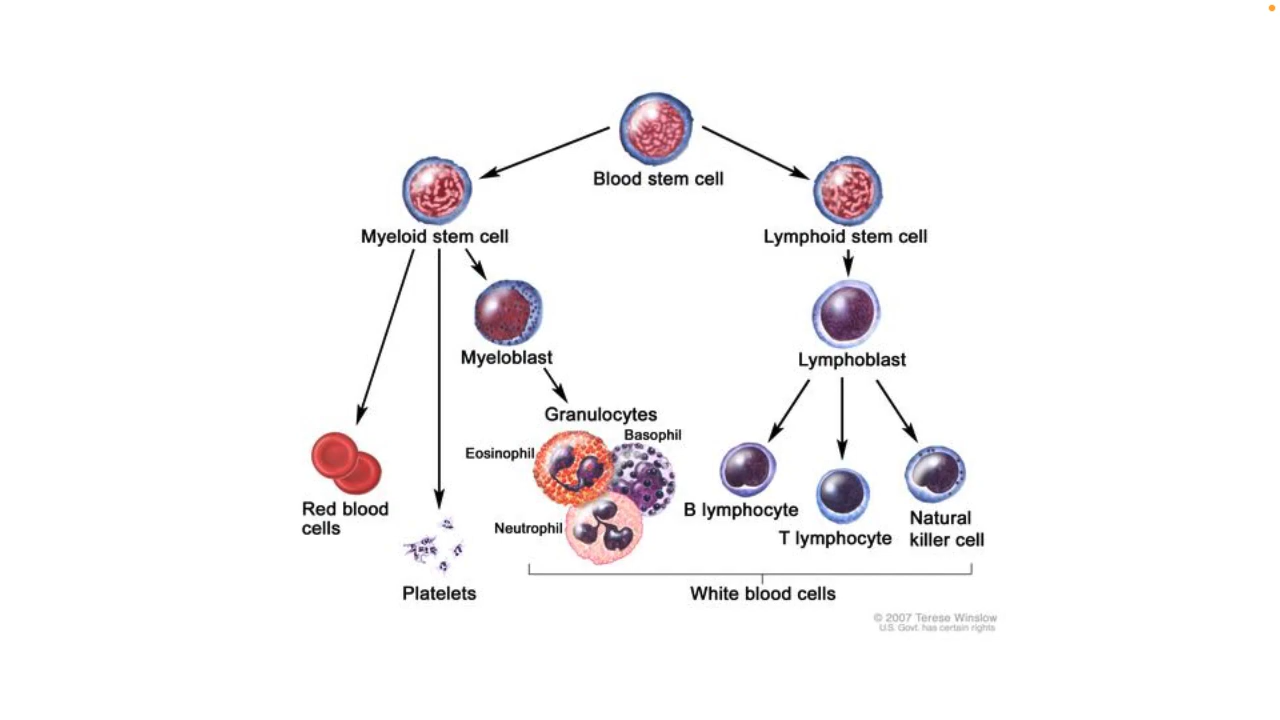 Blood stem cell
Myeloid stem cell
Lymphoid stem cell
Myeloblast
Lymphoblast
Granulocytes
Basophil
Eosinophil
Neutrophil
Red blood
cells
Platelets
B lymphocyte
T lymphocyte
Natural
killer cell
White blood cells
© 2007 Terese Winslow
U.S. Govt. has certain rights